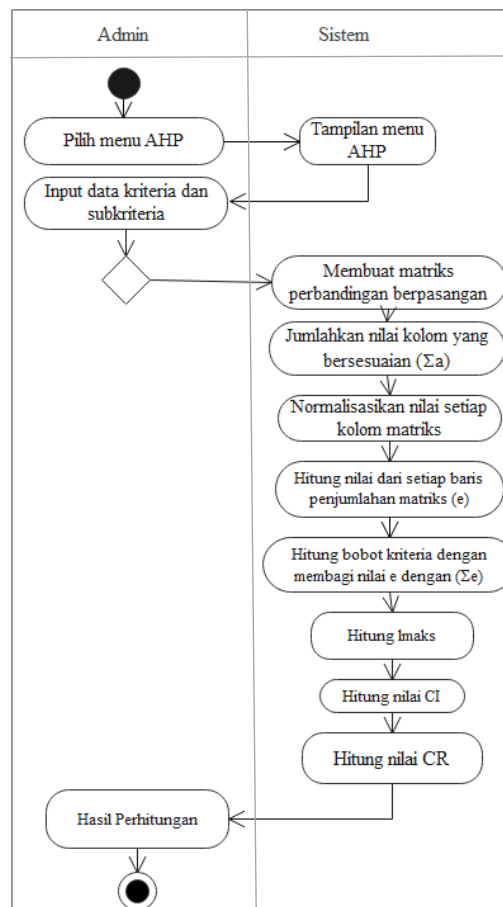 Admin
Sistem
Pilih menu AHP
Tampilan menu
AHP
Input data kriteria dan
subkriteria
Membuat matriks
perbandingan berpasangan
Jumlahkan nilai kolom yang
bersesuaian (Σa)
Normalisasikan nilai setiap
kolom matriks
Hitung nilai dari setiap baris
penjumlahan matriks (e)
Hitung bobot kriteria dengan
membagi nilai e dengan (Σe)
Hitung lmaks
Hitung nilai CI
Hitung nilai CR
Hasil Perhitungan